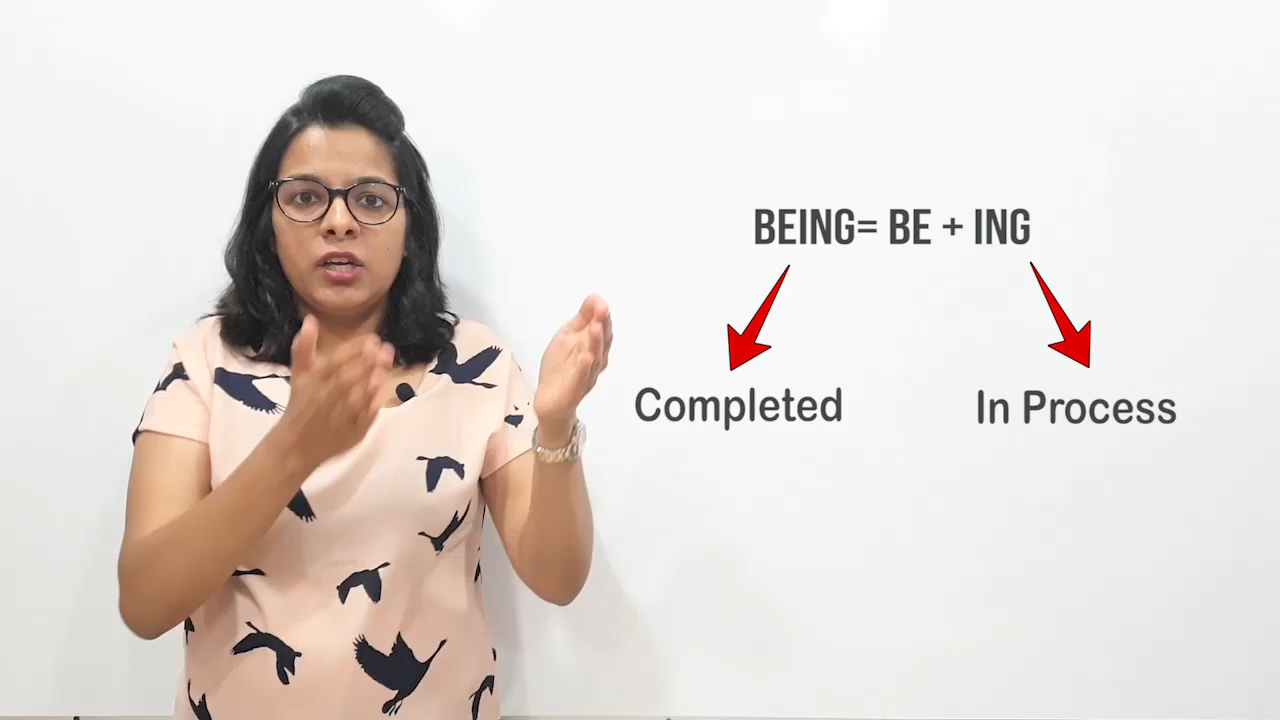 BEING= BE + ING
Completed
In Process